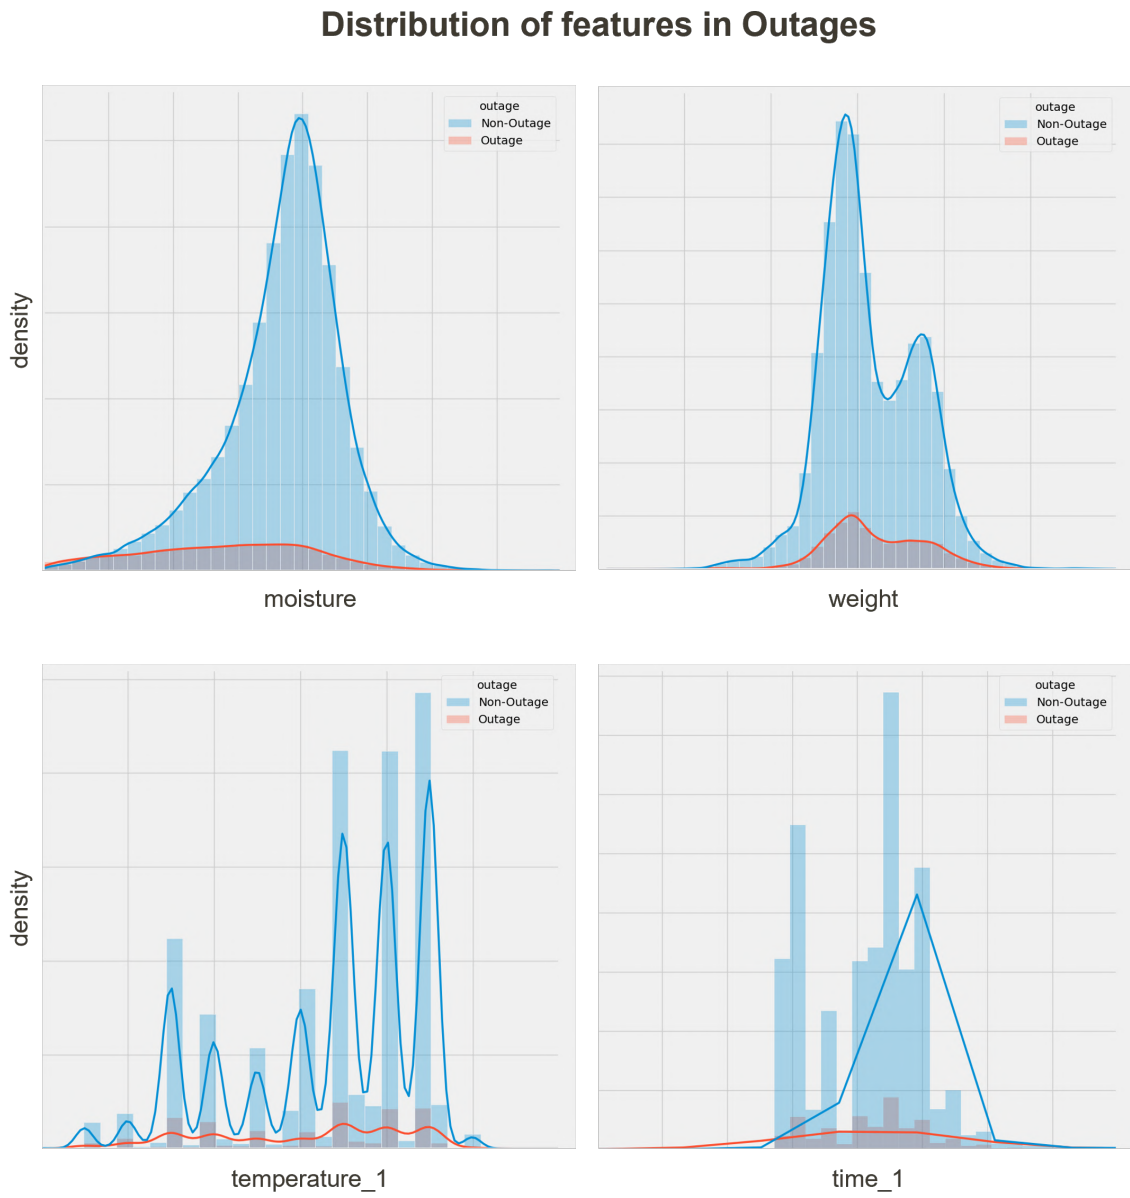 Distribution of features in Outages
outage
Non-Outage
Outage
outage
Non-Outage
Outage
density
moisture
weight
outage
Non-Outage
Outage
outage
Non-Outage
Outage
density
temperature_1
time_1